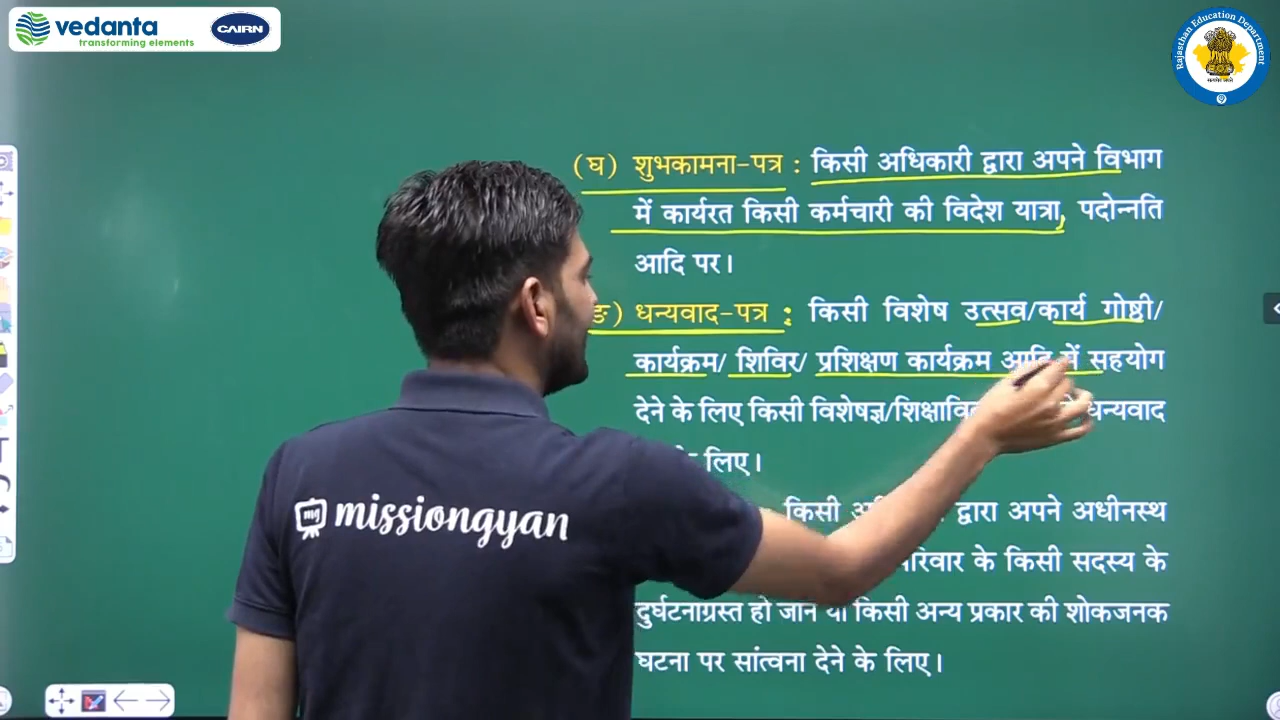 vedanta
transforming elements
CAIRN
Rajasthan Education Department
(घ) शुभकामना-पत्र : किसी अधिकारी द्वारा अपने विभाग
में कार्यरत किसी कर्मचारी की विदेश यात्रा, पदोन्नति
आदि पर।
ङ) धन्यवाद-पत्र : किसी विशेष उत्सव/कार्य गोष्ठी/
कार्यक्रम/ शिविर/ प्रशिक्षण कार्यक्रम आदि में सहयोग
देने के लिए किसी विशेषज्ञ/ धन्यवाद
लिए।
किसी द्वारा अपने अधीनस्थ
के किसी सदस्य के
दुर्घटनाग्रस्त हो जाने या किसी अन्य प्रकार की शोकजनक
घटना पर सांत्वना देने के लिए।
mg missiongyan